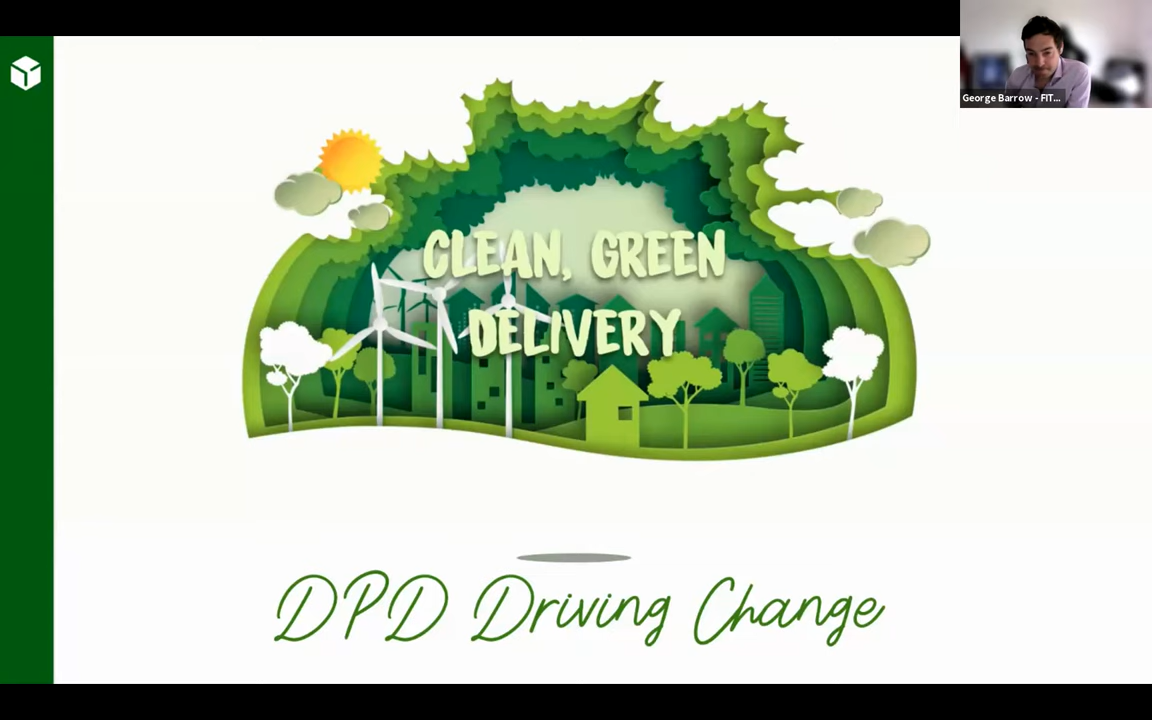 George Barrow - FIT...
CLEAN, GREEN
DELIVERY
DPD Driving Change